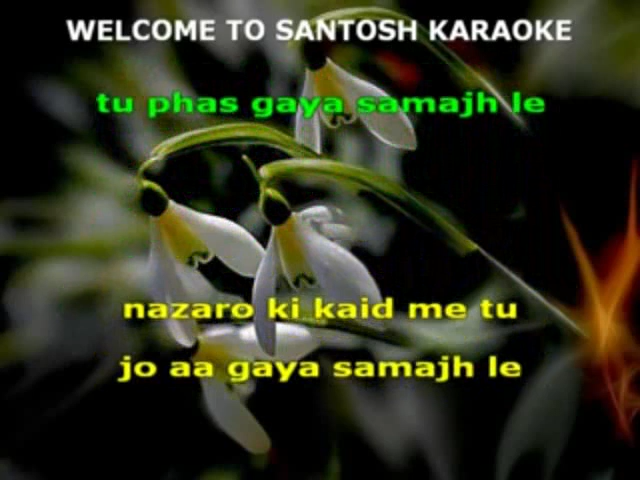 WELCOME TO SANTOSH KARAOKE
tu phas gaya samajh le
nazaro ki kaid me tu
jo aa gaya samajh le